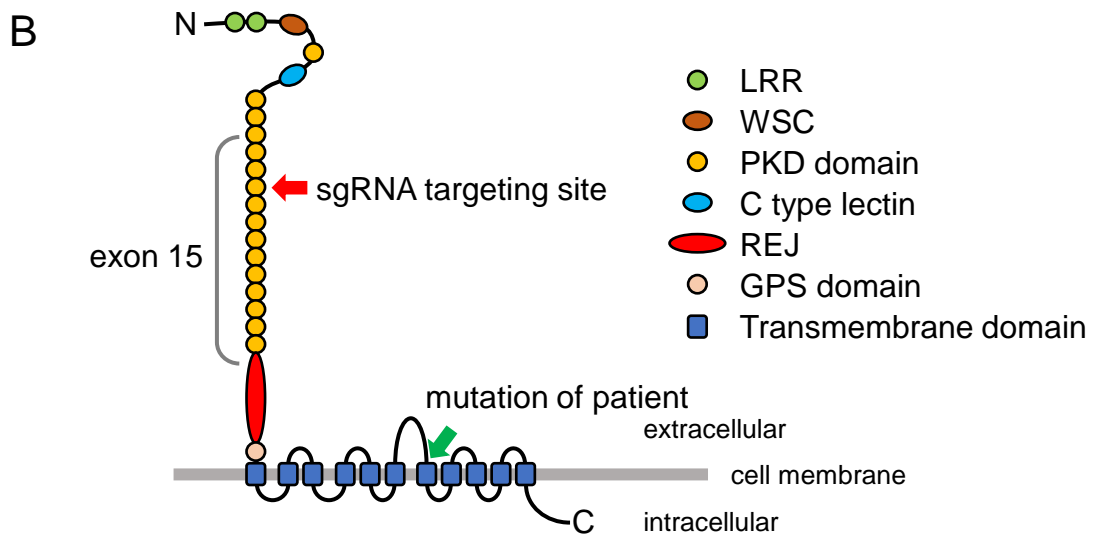 B
N
LRR
WSC
PKD domain
sgRNA targeting site
C type lectin
exon 15
REJ
GPS domain
Transmembrane domain
mutation of patient
extracellular
cell membrane
C
intracellular